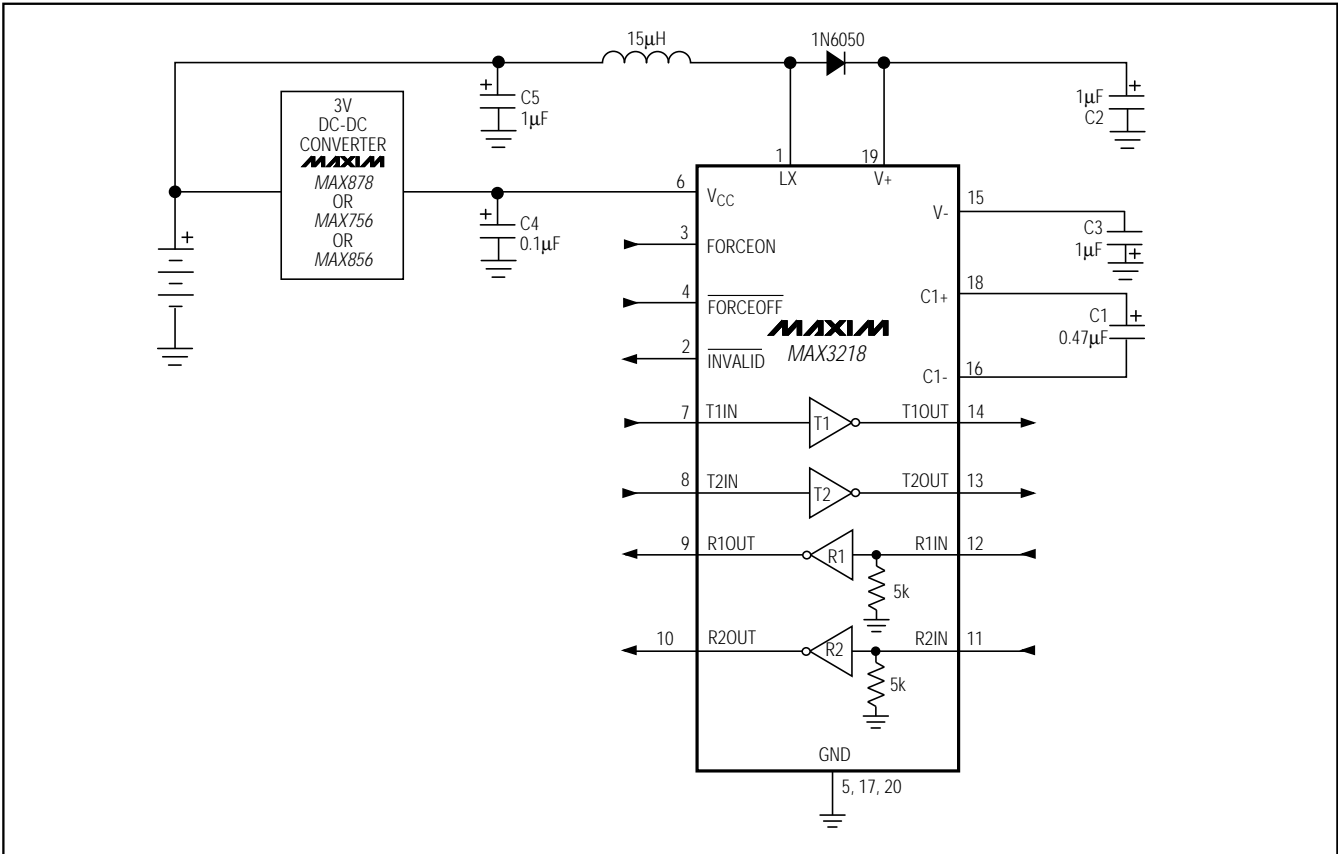 15μH
1N6050
+
C5
1μF
1μF
+
C2
3V
DC-DC
CONVERTER
MAXIM
MAX878
OR
MAX756
OR
MAX856
+
1
LX
19
V+
6
VCC
+
C4
0.1μF
3
FORCEON
4
FORCEOFF
2
INVALID
MAXIM
MAX3218
V-
15
C3
1μF
+
C1+
18
C1
0.47μF
+
C1-
16
7
T1IN
T1
T1OUT
14
8
T2IN
T2
T2OUT
13
9
R1OUT
R1
R1IN
12
5k
10
R2OUT
R2
R2IN
11
5k
GND
5, 17, 20